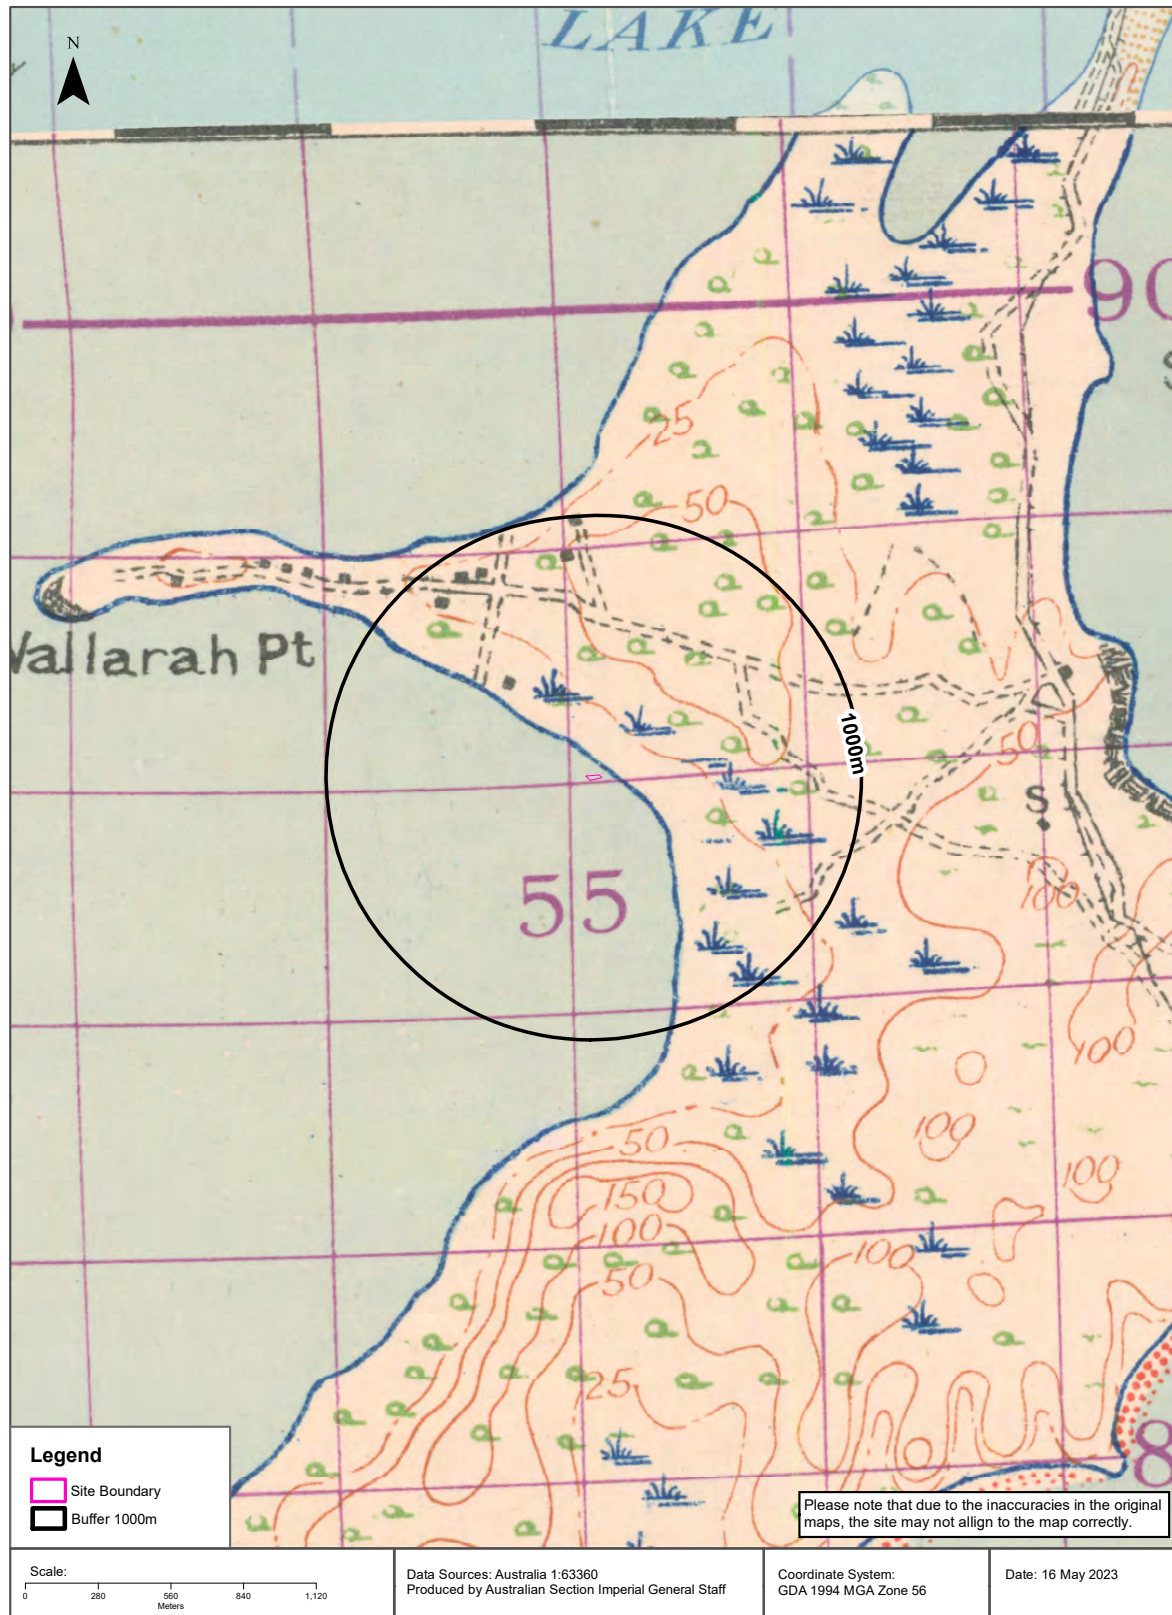 LAKE
N
90
S
25
50
Wallarah Pt
1000m
50
S
55
100
100
50
100
150
100
100
100
50
25
8
Legend
Site Boundary
Buffer 1000m
Please note that due to the inaccuracies in the original
maps, the site may not allign to the map correctly.
Scale:
0 280 560 840 1,120
Meters
Data Sources: Australia 1:63360
Produced by Australian Section Imperial General Staff
Coordinate System:
GDA 1994 MGA Zone 56
Date: 16 May 2023